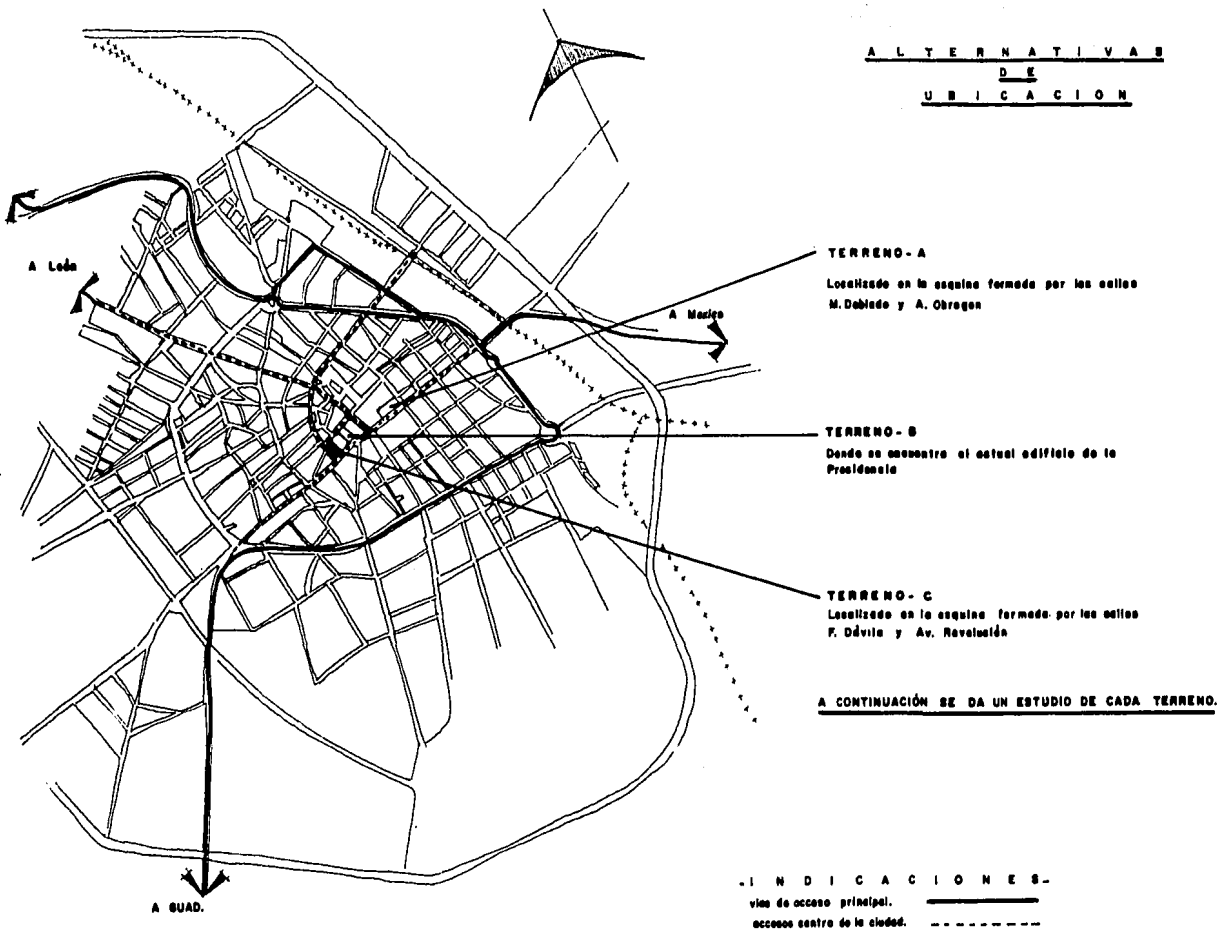 ALTERNATIVAS
DE
UBICACION
A León
A Mexico
TERRENO-A
Localizado en la esquina formada por las calles
M. Doblado y A. Obregon
TERRENO-B
Donde se encuentra el actual edificio de la
Presidencia
TERRENO-C
Localizado en la esquina formada por las calles
F. Dávila y Av. Revolución
A CONTINUACIÓN SE DA UN ESTUDIO DE CADA TERRENO.
A GUAD.
-INDICACIONES-
vias de acceso principal.
accesos centro de la ciudad.